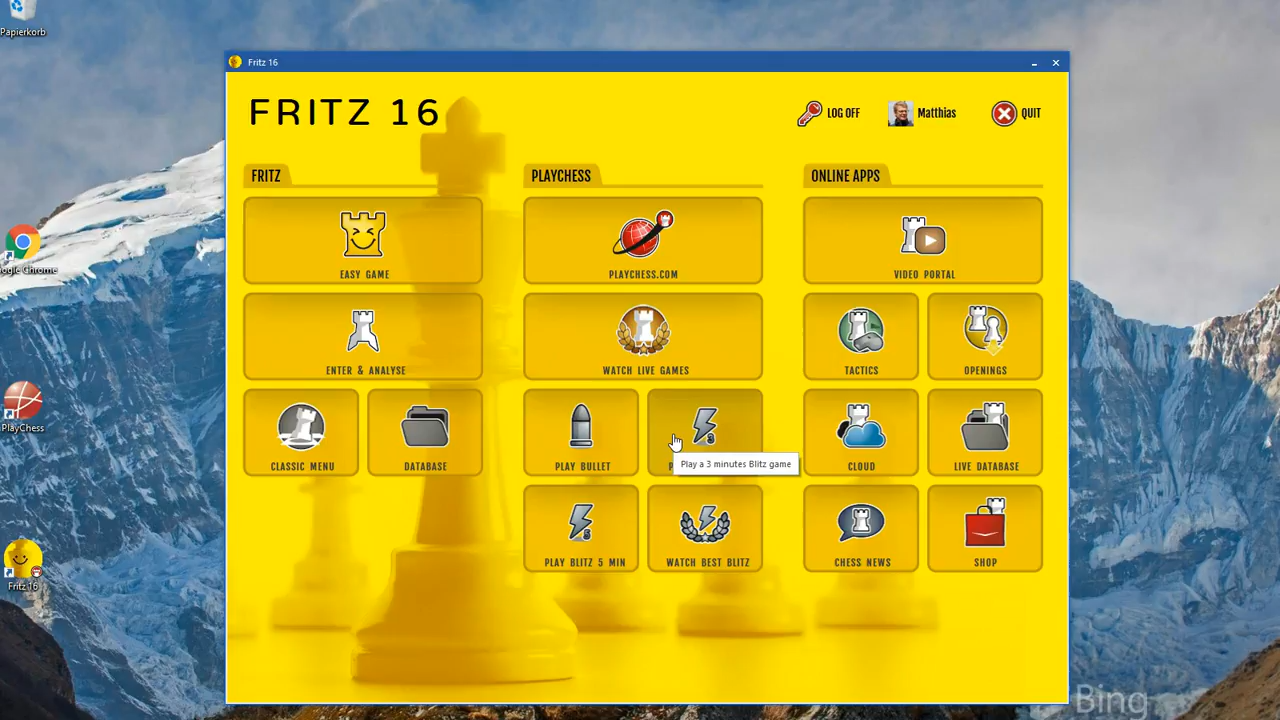 Papierkorb
Fritz 16
FRITZ 16
LOG OFF
Matthias
QUIT
FRITZ
PLAYCHESS
ONLINE APPS
EASY GAME
PLAYCHESS.COM
VIDEO PORTAL
ogle Chrome
ENTER & ANALYSE
WATCH LIVE GAMES
TACTICS
OPENINGS
PlayChess
3
CLASSIC MENU
DATABASE
PLAY BULLET
P
Play a 3 minutes Blitz game
CLOUD
LIVE DATABASE
5
PLAY BLITZ 5 MIN
WATCH BEST BLITZ
CHESS NEWS
SHOP
Fritz 16
Bing